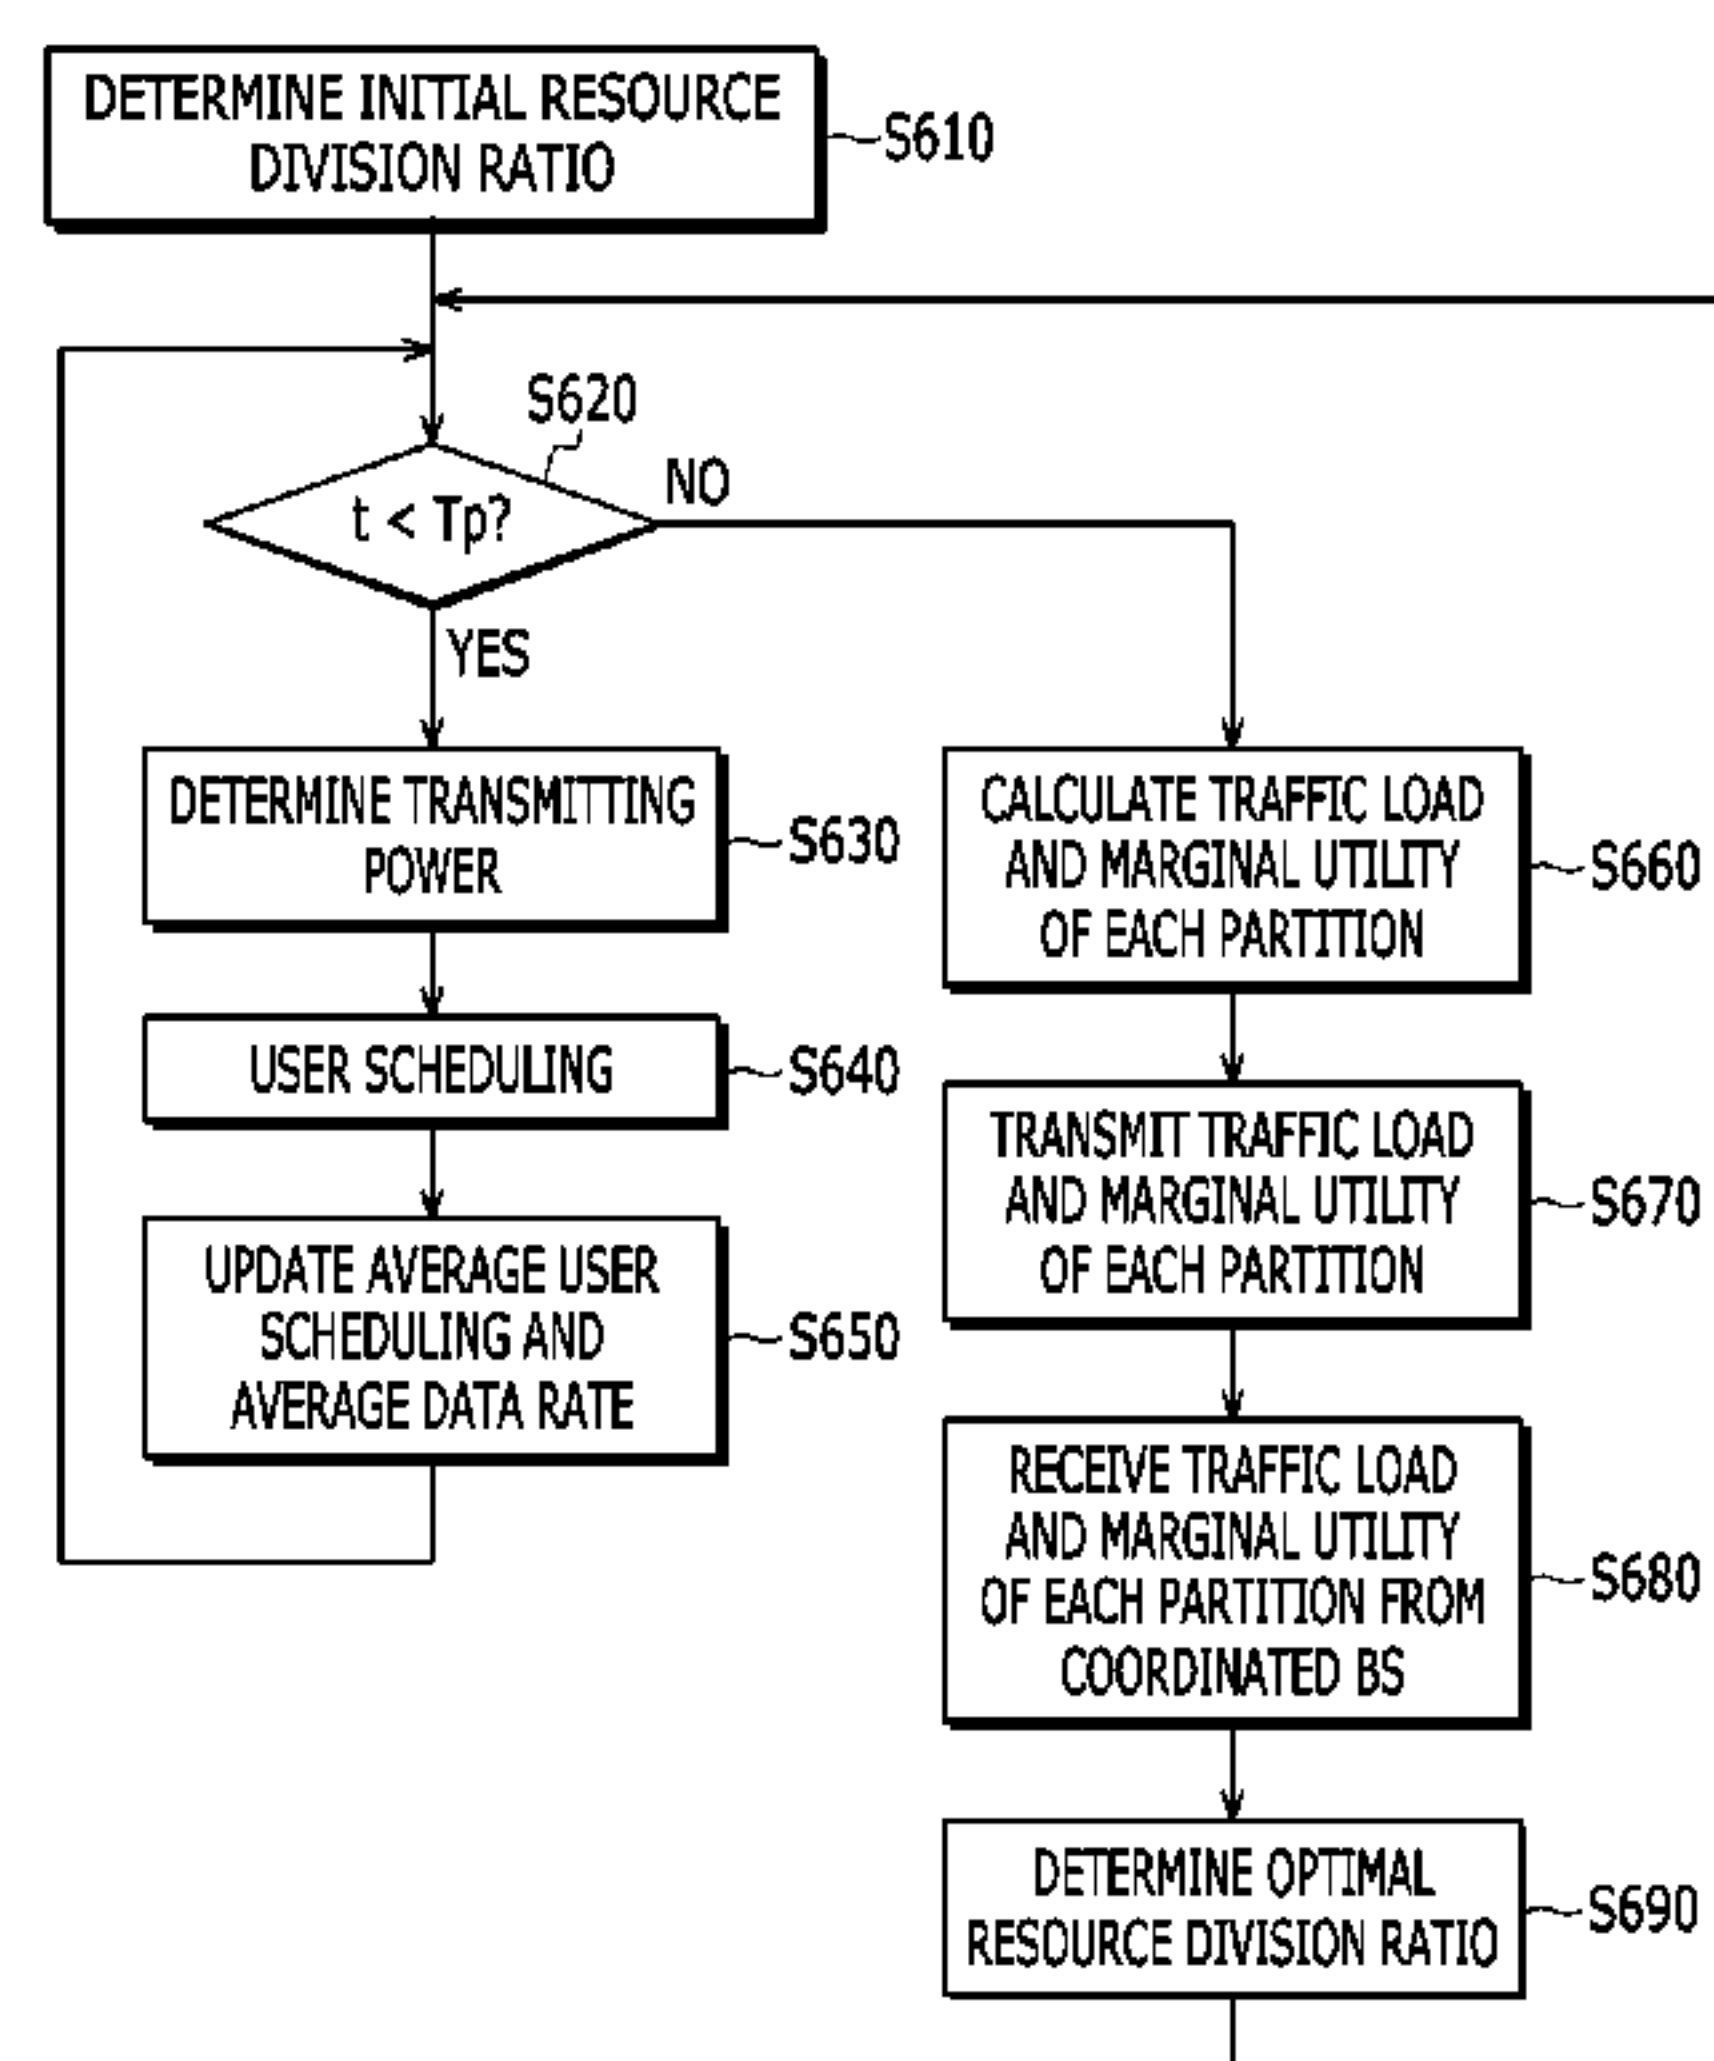 DETERMINE INITIAL RESOURCE
DIVISION RATIO
S610
S620
t < Tp?
NO
YES
DETERMINE TRANSMITTING
POWER
S630
USER SCHEDULING
S640
UPDATE AVERAGE USER
SCHEDULING AND
AVERAGE DATA RATE
S650
CALCULATE TRAFFIC LOAD
AND MARGINAL UTILITY
OF EACH PARTITION
S660
TRANSMIT TRAFFIC LOAD
AND MARGINAL UTILITY
OF EACH PARTITION
S670
RECEIVE TRAFFIC LOAD
AND MARGINAL UTILITY
OF EACH PARTITION FROM
COORDINATED BS
S680
DETERMINE OPTIMAL
RESOURCE DIVISION RATIO
S690